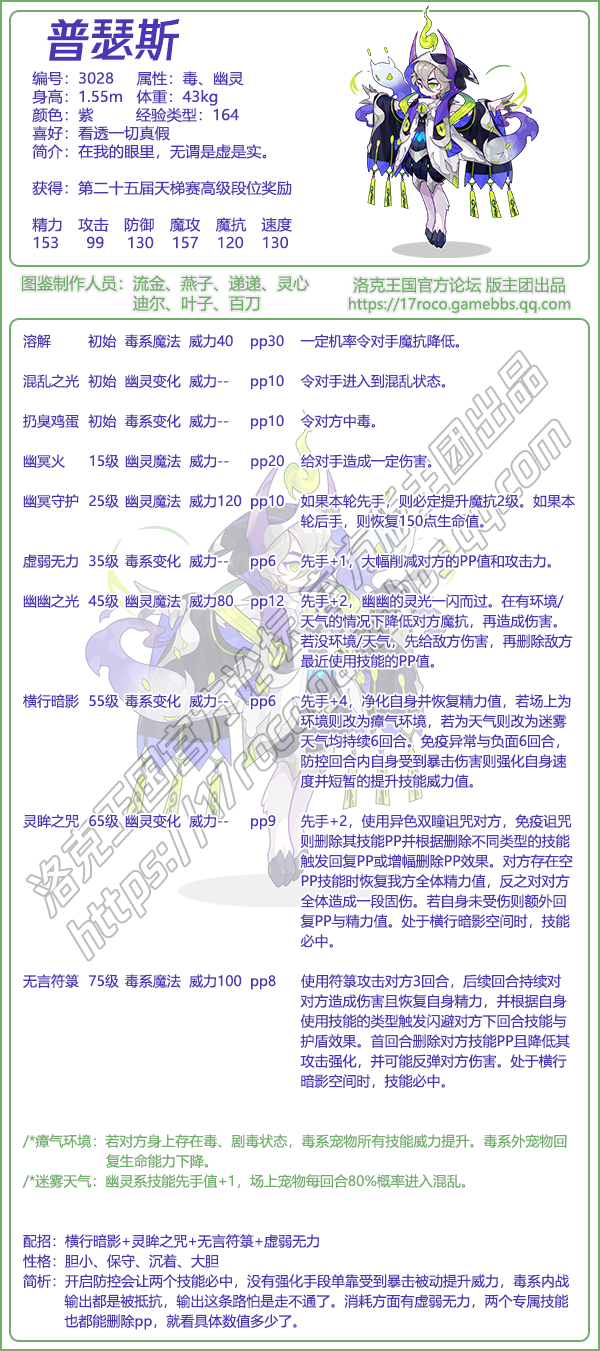 普瑟斯
编号：3028 属性：毒、幽灵
身高：1.55m 体重：43kg
颜色：紫 经验类型：164
喜好：看透一切真假
简介：在我的眼里，无谓是虚是实。
获得：第二十五届天梯赛高级段位奖励
精力 攻击 防御 魔攻 魔抗 速度
153 99 130 157 120 130
图鉴制作人员：流金、燕子、递递、灵心
迪尔、叶子、百刀
洛克王国官方论坛 版主团出品
https://17roco.gamebbs.qq.com
溶解 初始 毒系魔法 威力40 pp30 一定机率令对手魔抗降低。
混乱之光 初始 幽灵变化 威力-- pp10 令对手进入到混乱状态。
扔臭鸡蛋 初始 毒系变化 威力-- pp10 令对方中毒。
幽冥火 15级 幽灵魔法 威力-- pp20 给对手造成一定伤害。
幽冥守护 25级 幽灵魔法 威力120 pp10 如果本轮先手，则必定提升魔抗2级。如果本
轮后手，则恢复150点生命值。
虚弱无力 35级 毒系变化 威力-- pp6 先手+1，大幅削减对方的PP值和攻击力。
幽幽之光 45级 幽灵魔法 威力80 pp12 先手+2，幽幽的灵光一闪而过。在有环境/
天气的情况下降低对方魔抗，再造成伤害。
若没环境/天气，先给敌方伤害，再删除敌方
最近使用技能的PP值。
横行暗影 55级 毒系变化 威力-- pp6 先手+4，净化自身并恢复精力值，若场上为
环境则改为瘴气环境，若为天气则改为迷雾
天气均持续6回合。免疫异常与负面6回合，
防控回合内自身受到暴击伤害则强化自身速
度并短暂的提升技能威力值。
灵眸之咒 65级 幽灵变化 威力-- pp9 先手+2，使用异色双瞳诅咒对方，免疫诅咒
则删除其技能PP并根据删除不同类型的技能
触发回复PP或增幅删除PP效果。对方存在空
PP技能时恢复我方全体精力值，反之对对方
全体造成一段固伤。若自身未受伤则额外回
复PP与精力值。处于横行暗影空间时，技能
必中。
无言符箓 75级 毒系魔法 威力100 pp8 使用符箓攻击对方3回合，后续回合持续对
对方造成伤害且恢复自身精力，并根据自身
使用技能的类型触发闪避对方下回合技能与
护盾效果。首回合删除对方技能PP且降低其
攻击强化，并可能反弹对方伤害。处于横行
暗影空间时，技能必中。
/*瘴气环境：若对方身上存在毒、剧毒状态，毒系宠物所有技能威力提升。毒系外宠物回
复生命能力下降。
/*迷雾天气：幽灵系技能先手值+1，场上宠物每回合80%概率进入混乱。
配招：横行暗影+灵眸之咒+无言符箓+虚弱无力
性格：胆小、保守、沉着、大胆
简析：开启防控会让两个技能必中，没有强化手段单靠受到暴击被动提升威力，毒系内战
输出都是被抵抗，输出这条路怕是走不通了。消耗方面有虚弱无力，两个专属技能
也都能删除pp，就看具体数值多少了。
洛克王国官方论坛 版主团出品
https://17roco.gamebbs.qq.com